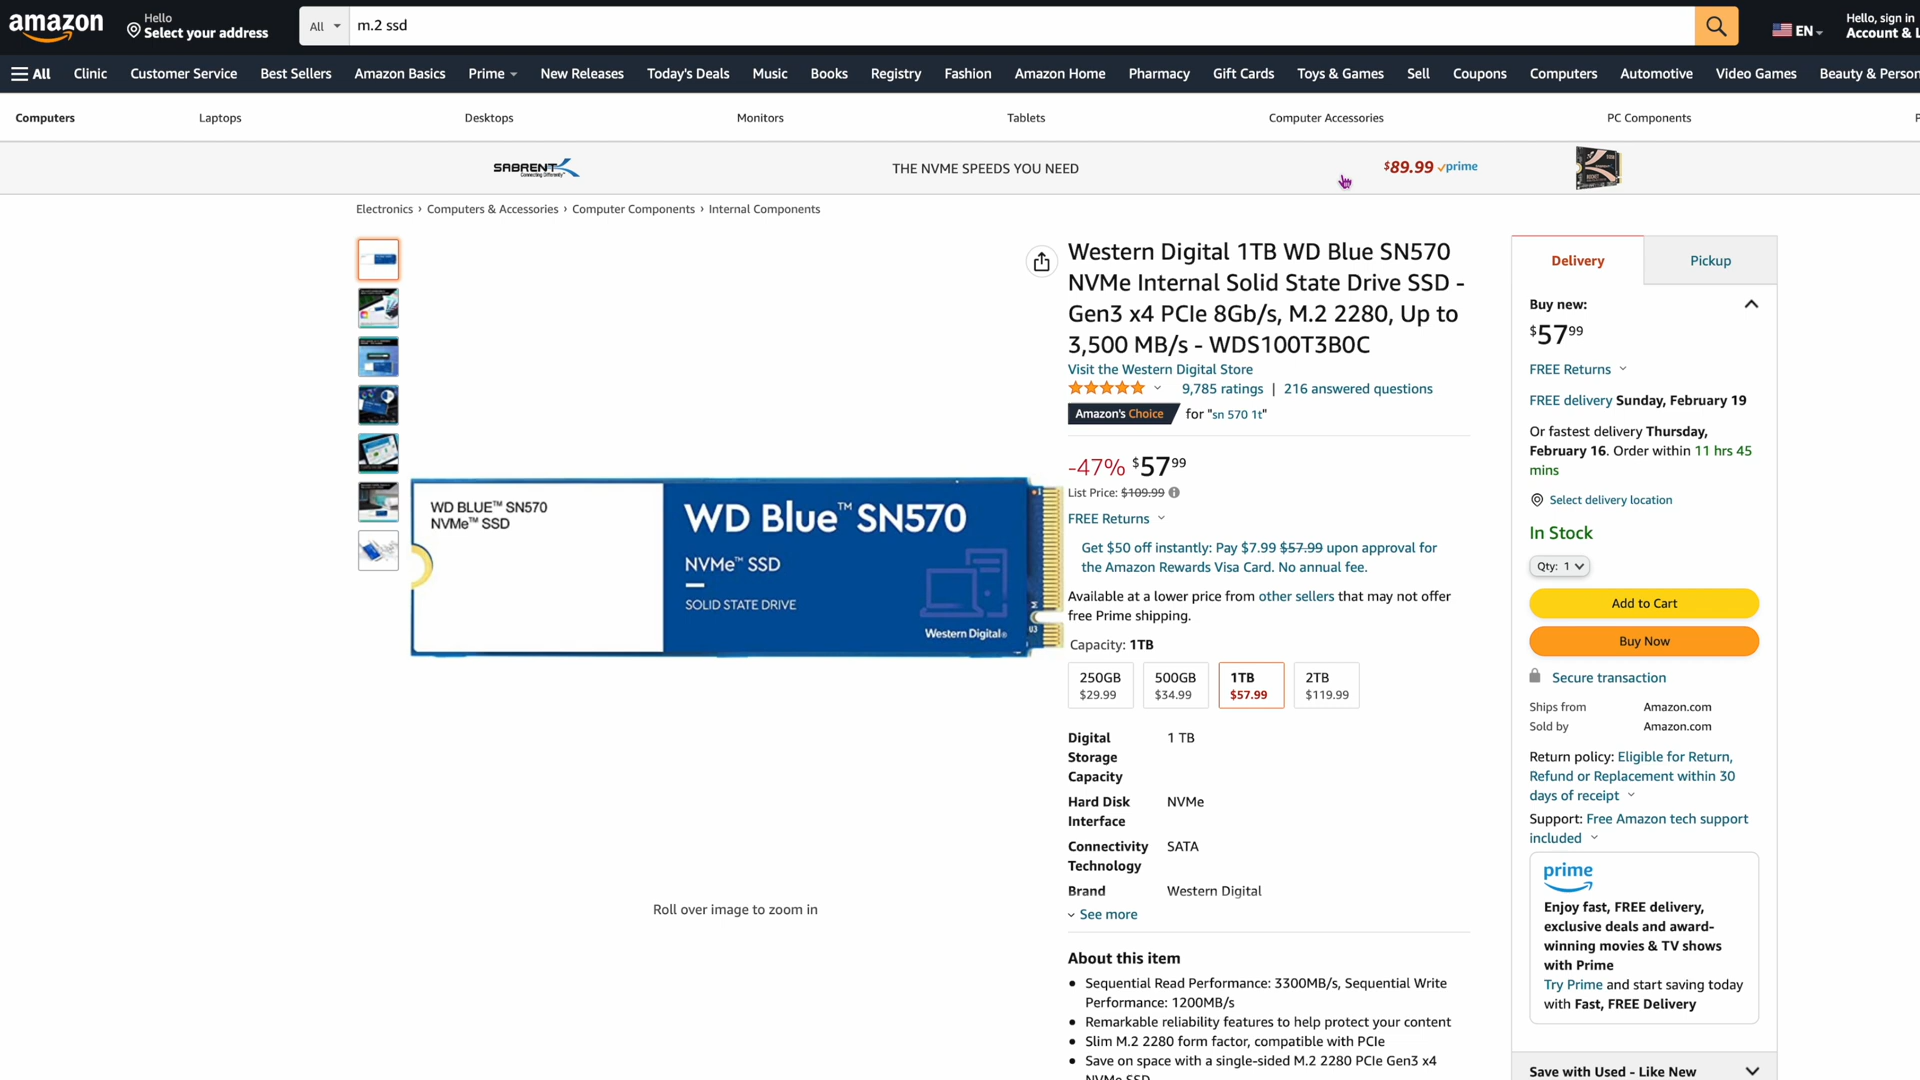 amazon
Hello
Select your address
All
m.2 ssd
EN
Hello, sign in
Account & L
All
Clinic
Customer Service
Best Sellers
Amazon Basics
Prime
New Releases
Today's Deals
Music
Books
Registry
Fashion
Amazon Home
Pharmacy
Gift Cards
Toys & Games
Sell
Coupons
Computers
Automotive
Video Games
Beauty & Person
Computers
Laptops
Desktops
Monitors
Tablets
Computer Accessories
PC Components
SABRENT
Connecting Differently™
THE NVME SPEEDS YOU NEED
$89.99 prime
Electronics › Computers & Accessories › Computer Components › Internal Components
WD BLUE™ SN570
NVMe™ SSD
WD Blue™ SN570
NVMe™ SSD
SOLID STATE DRIVE
Western Digital®
Roll over image to zoom in
Western Digital 1TB WD Blue SN570
NVMe Internal Solid State Drive SSD -
Gen3 x4 PCIe 8Gb/s, M.2 2280, Up to
3,500 MB/s - WDS100T3B0C
Visit the Western Digital Store
9,785 ratings | 216 answered questions
Amazon's Choice for "sn 570 1t"
-47% $57 99
List Price: $109.99
FREE Returns
Get $50 off instantly: Pay $7.99 $57.99 upon approval for
the Amazon Rewards Visa Card. No annual fee.
Available at a lower price from other sellers that may not offer
free Prime shipping.
Capacity: 1TB
250GB
$29.99
500GB
$34.99
1TB
$57.99
2TB
$119.99
Digital
Storage
Capacity
1 TB
Hard Disk
Interface
NVMe
Connectivity
Technology
SATA
Brand
Western Digital
See more
About this item
• Sequential Read Performance: 3300MB/s, Sequential Write
Performance: 1200MB/s
• Remarkable reliability features to help protect your content
• Slim M.2 2280 form factor, compatible with PCIe
• Save on space with a single-sided M.2 2280 PCIe Gen3 x4
NVMe SSD
Delivery
Pickup
Buy new:
$57 99
FREE Returns
FREE delivery Sunday, February 19
Or fastest delivery Thursday,
February 16. Order within 11 hrs 45
mins
Select delivery location
In Stock
Qty: 1
Add to Cart
Buy Now
Secure transaction
Ships from Amazon.com
Sold by Amazon.com
Return policy: Eligible for Return,
Refund or Replacement within 30
days of receipt
Support: Free Amazon tech support
included
prime
Enjoy fast, FREE delivery,
exclusive deals and award-
winning movies & TV shows
with Prime
Try Prime and start saving today
with Fast, FREE Delivery
Save with Used - Like New